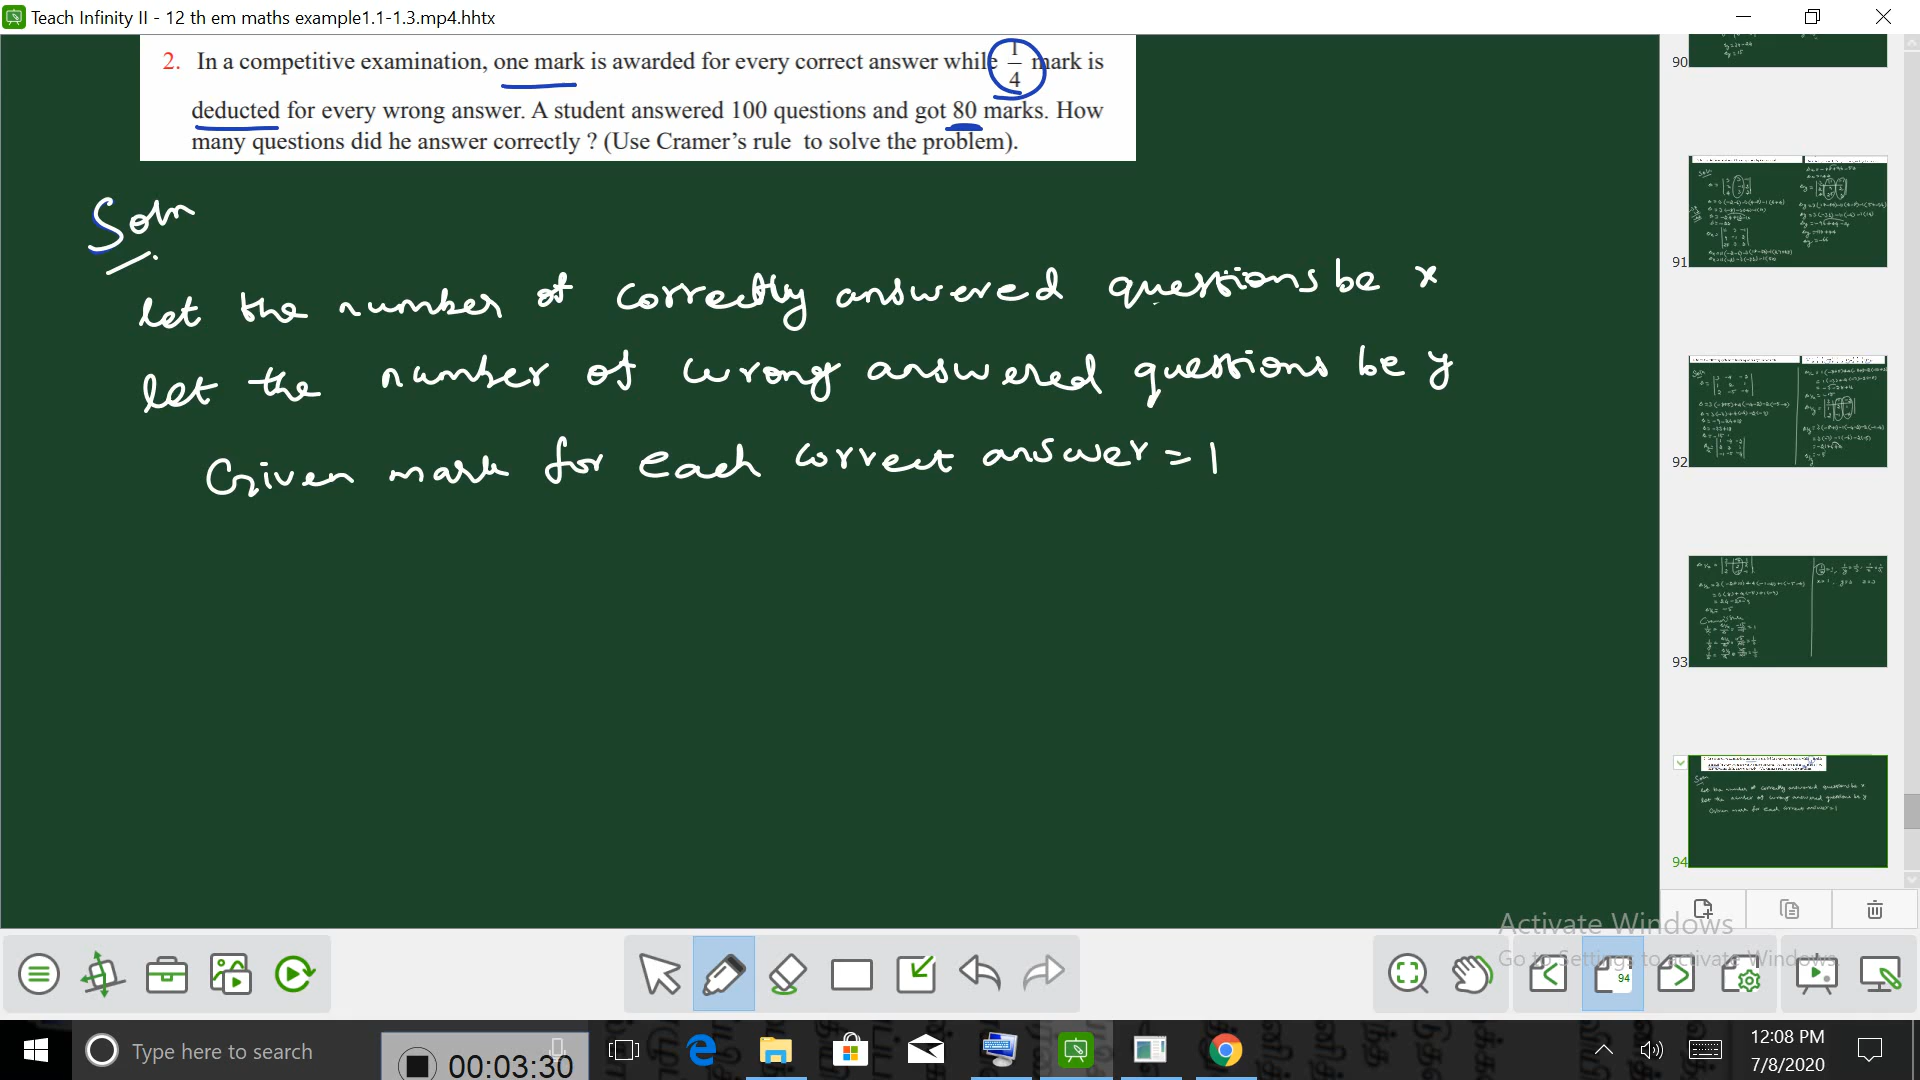 Teach Infinity II - 12 th em maths example1.1-1.3.mp4.hhtx
2. In a competitive examination, one mark is awarded for every correct answer while 1/4 mark is
deducted for every wrong answer. A student answered 100 questions and got 80 marks. How
many questions did he answer correctly ? (Use Cramer's rule to solve the problem).
Soln
let the number of correctly answered questions be x
let the number of wrong answered questions be y
Given mark for each correct answer = 1
90
91
92
93
94
Activate Windows
Go to Settings to activate Windows.
94
Type here to search
00:03:30
12:08 PM
7/8/2020